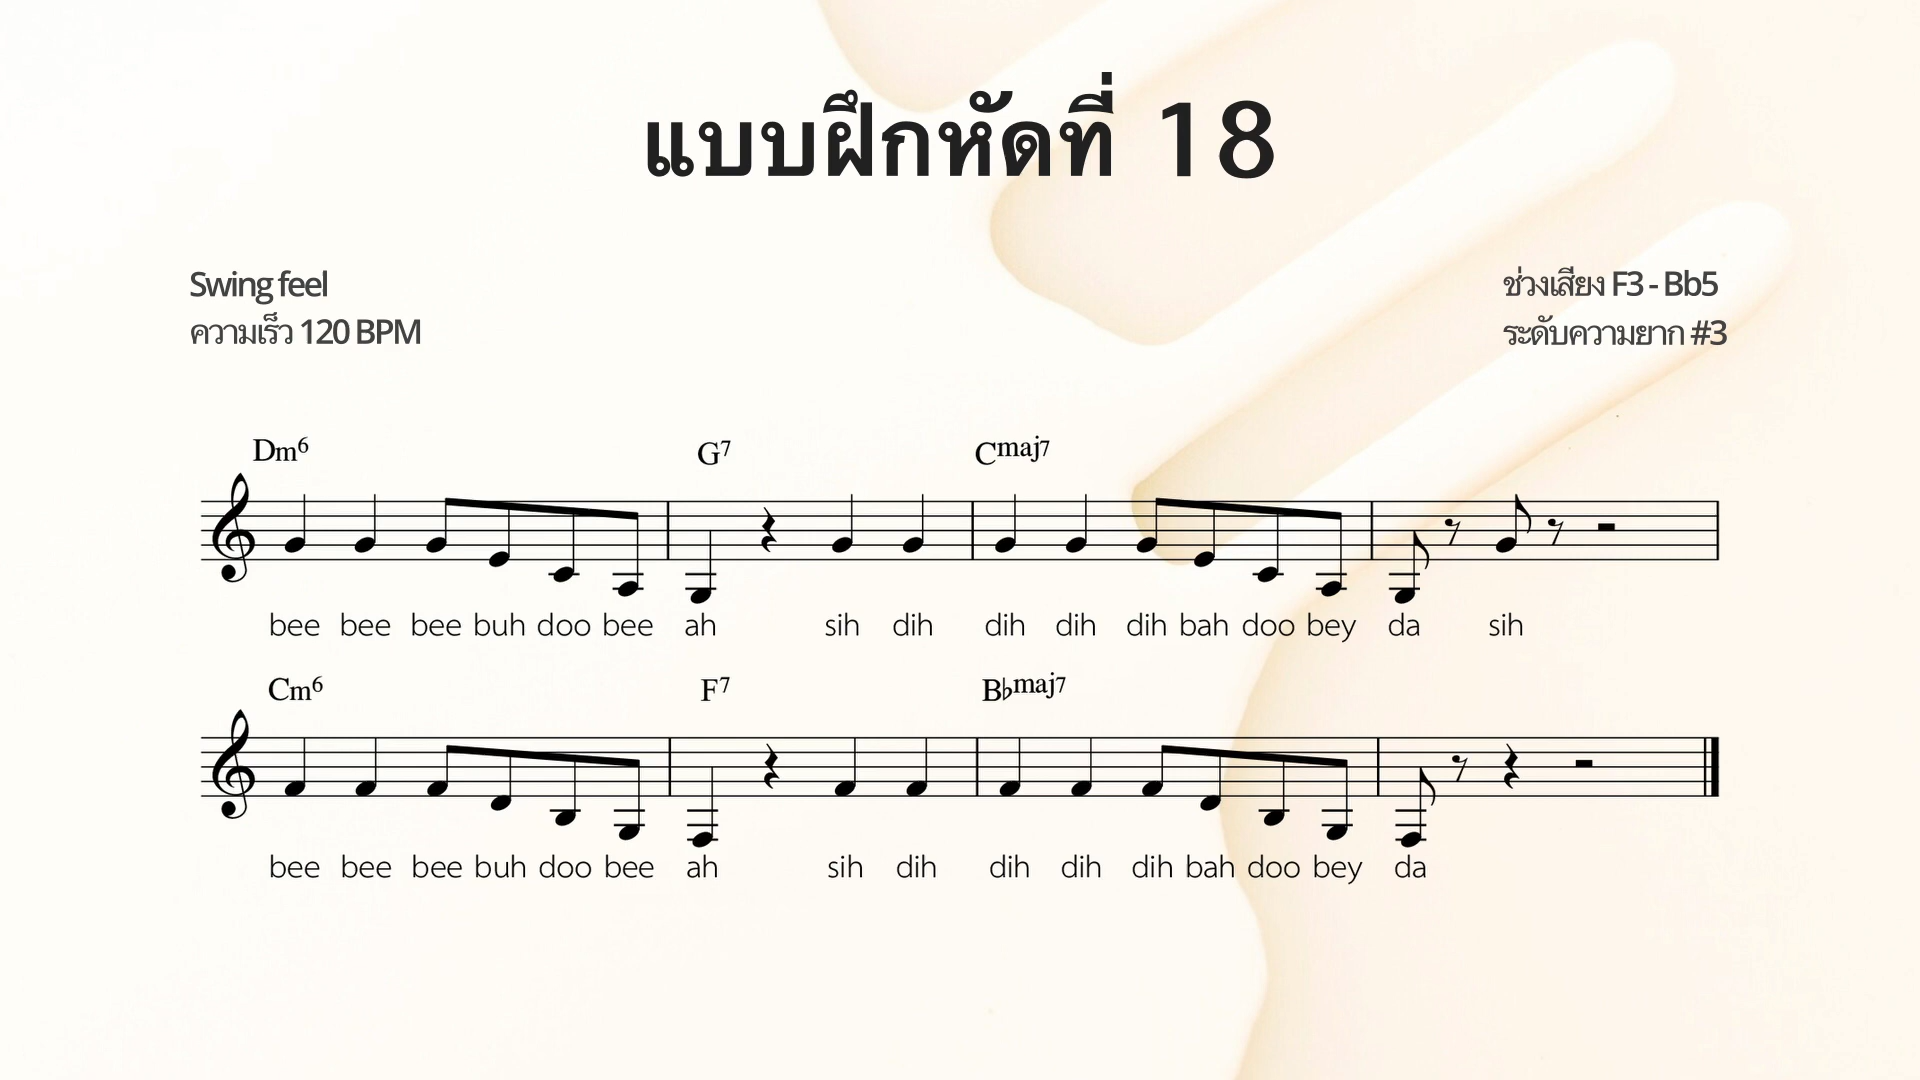 แบบฝึกหัดที่ 18
Swing feel
ความเร็ว 120 BPM
ช่วงเสียง F3 - Bb5
ระดับความยาก #3
Dm6 G7 Cmaj7
bee bee bee buh doo bee ah sih dih dih dih dih bah doo bey da sih
Cm6 F7 B♭maj7
bee bee bee buh doo bee ah sih dih dih dih dih bah doo bey da